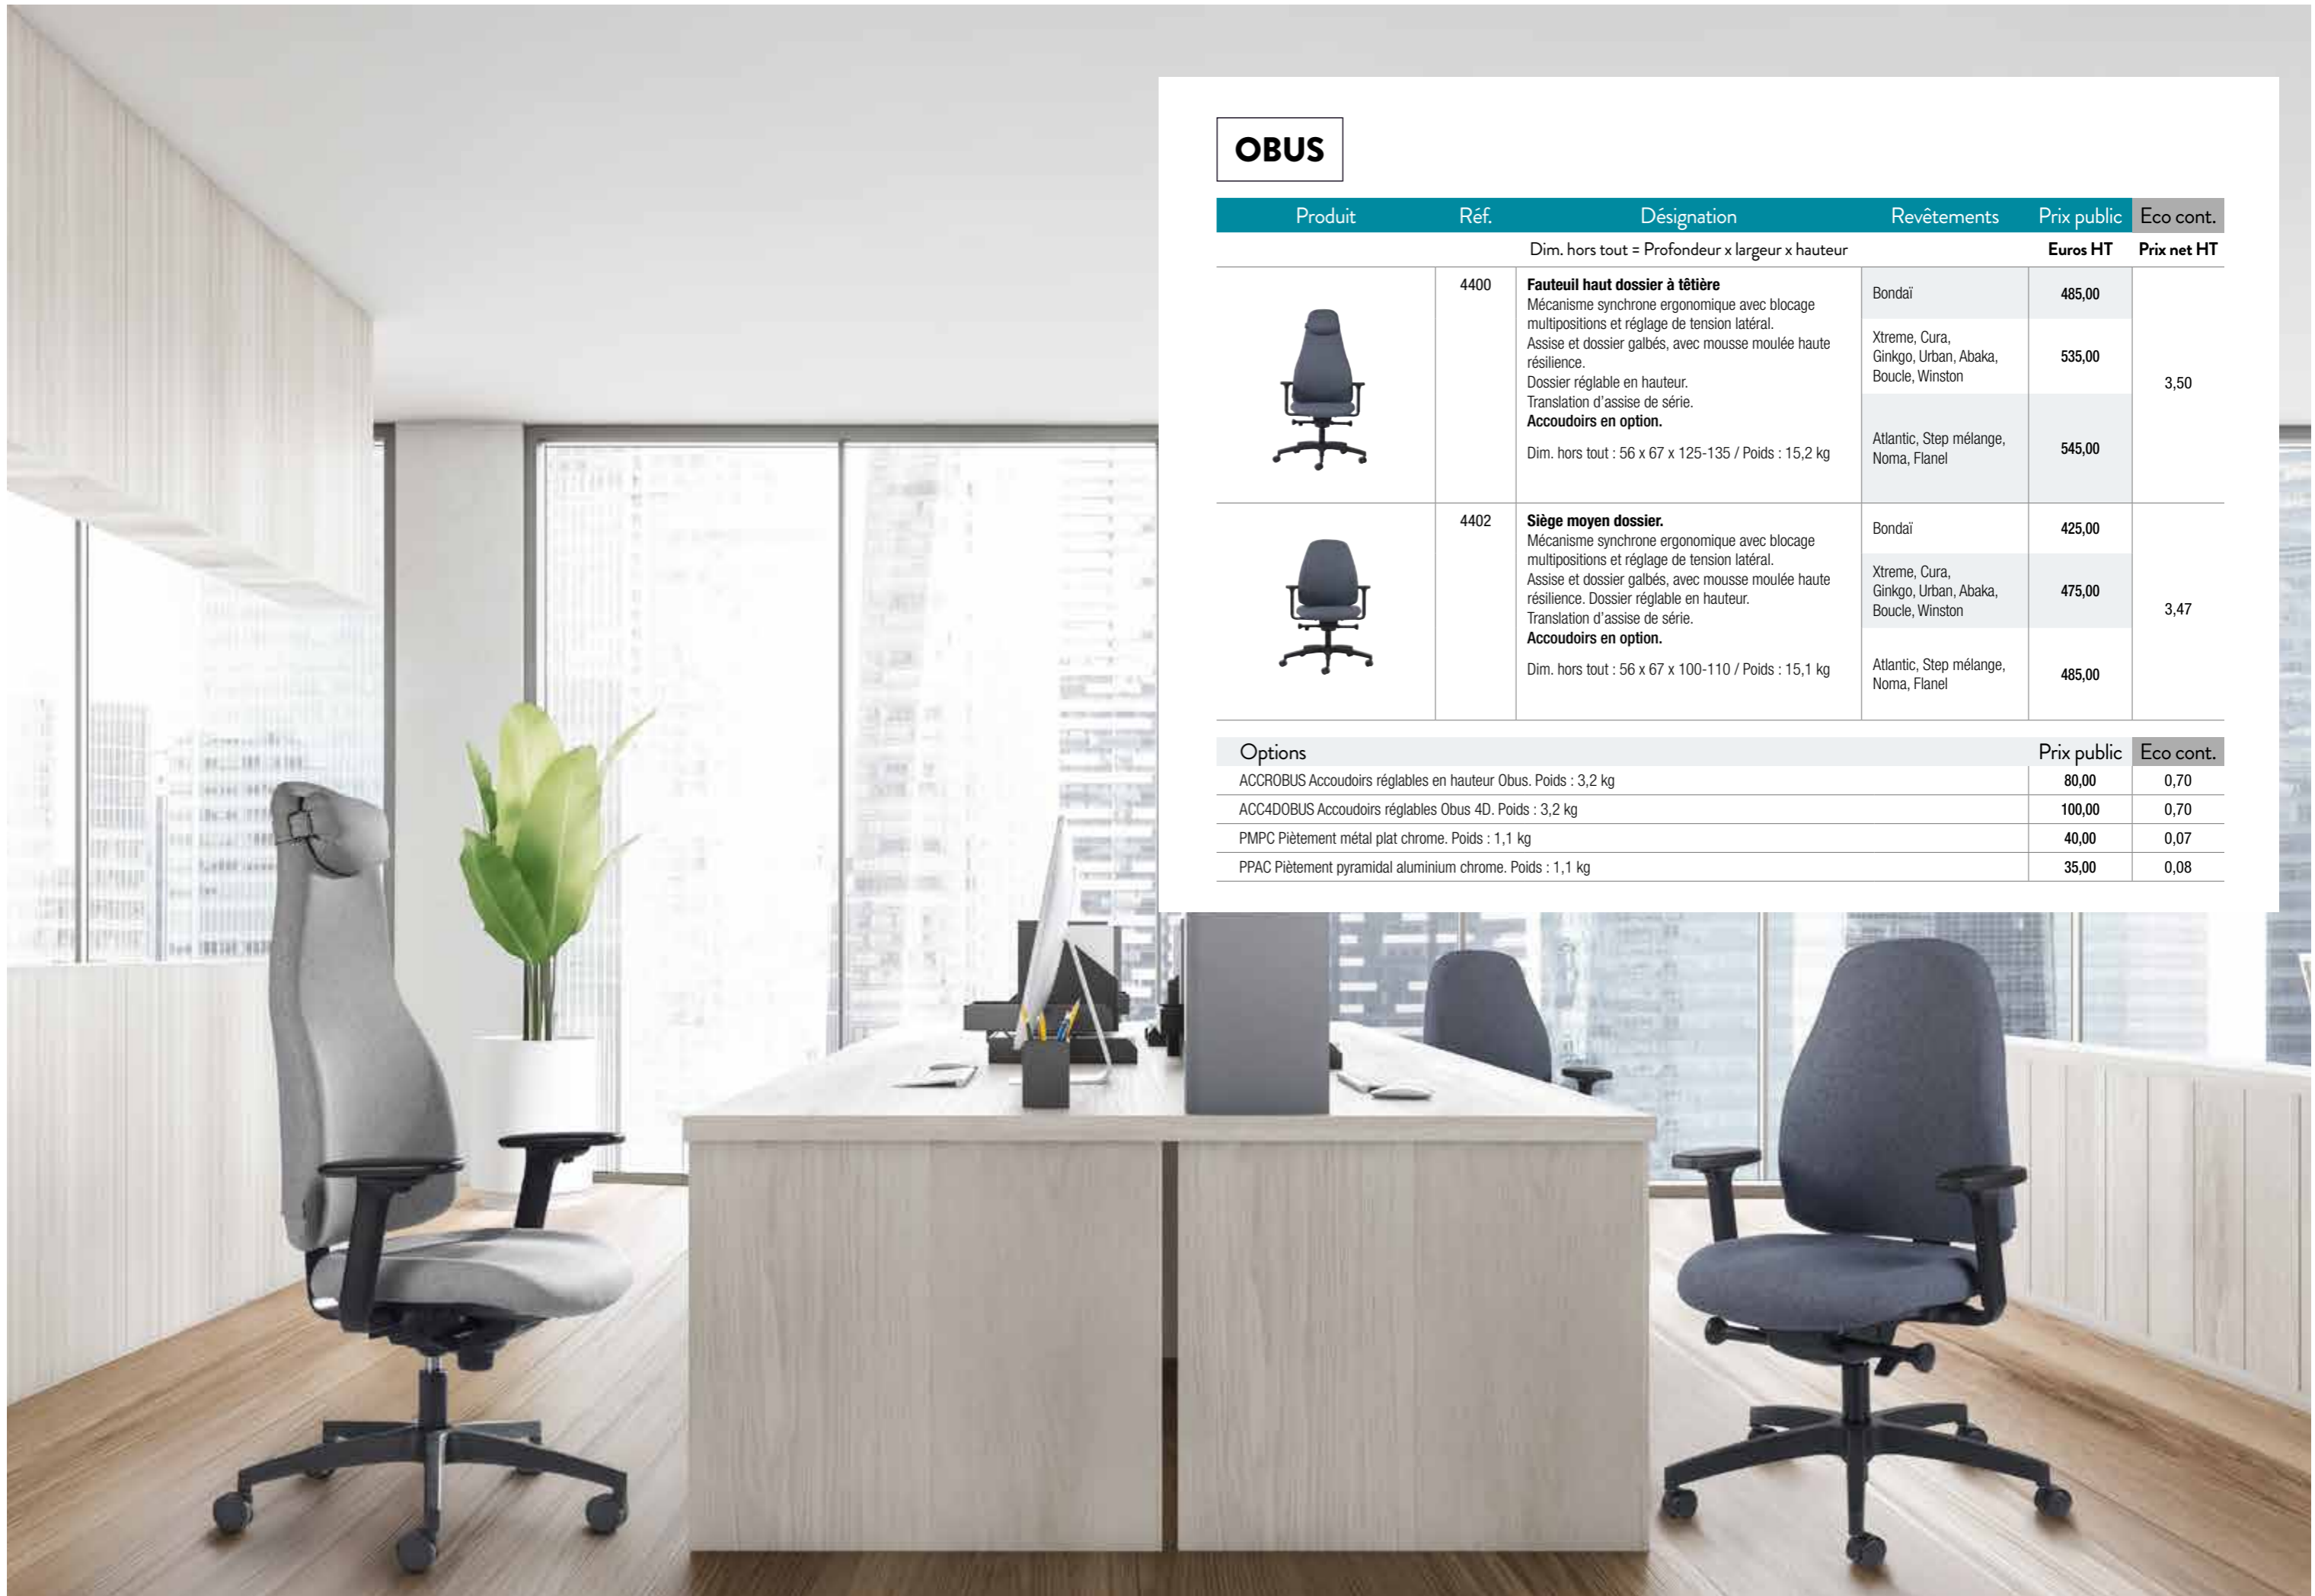 OBUS
Produit Réf. Désignation Revêtements Prix public Eco cont.
Dim. hors tout = Profondeur x largeur x hauteur Euros HT Prix net HT
4400 Fauteuil haut dossier à têtière
Mécanisme synchrone ergonomique avec blocage
multipositions et réglage de tension latéral.
Assise et dossier galbés, avec mousse moulée haute
résilience.
Dossier réglable en hauteur.
Translation d'assise de série.
Accoudoirs en option.
Dim. hors tout : 56 x 67 x 125-135 / Poids : 15,2 kg
Bondaï 485,00
Xtreme, Cura,
Ginkgo, Urban, Abaka,
Boucle, Winston
535,00
Atlantic, Step mélange,
Noma, Flanel
545,00
3,50
4402 Siège moyen dossier.
Mécanisme synchrone ergonomique avec blocage
multipositions et réglage de tension latéral.
Assise et dossier galbés, avec mousse moulée haute
résilience. Dossier réglable en hauteur.
Translation d'assise de série.
Accoudoirs en option.
Dim. hors tout : 56 x 67 x 100-110 / Poids : 15,1 kg
Bondaï 425,00
Xtreme, Cura,
Ginkgo, Urban, Abaka,
Boucle, Winston
475,00
Atlantic, Step mélange,
Noma, Flanel
485,00
3,47
Options Prix public Eco cont.
ACCROBUS Accoudoirs réglables en hauteur Obus. Poids : 3,2 kg 80,00 0,70
ACC4DOBUS Accoudoirs réglables Obus 4D. Poids : 3,2 kg 100,00 0,70
PMPC Piètement métal plat chrome. Poids : 1,1 kg 40,00 0,07
PPAC Piètement pyramidal aluminium chrome. Poids : 1,1 kg 35,00 0,08